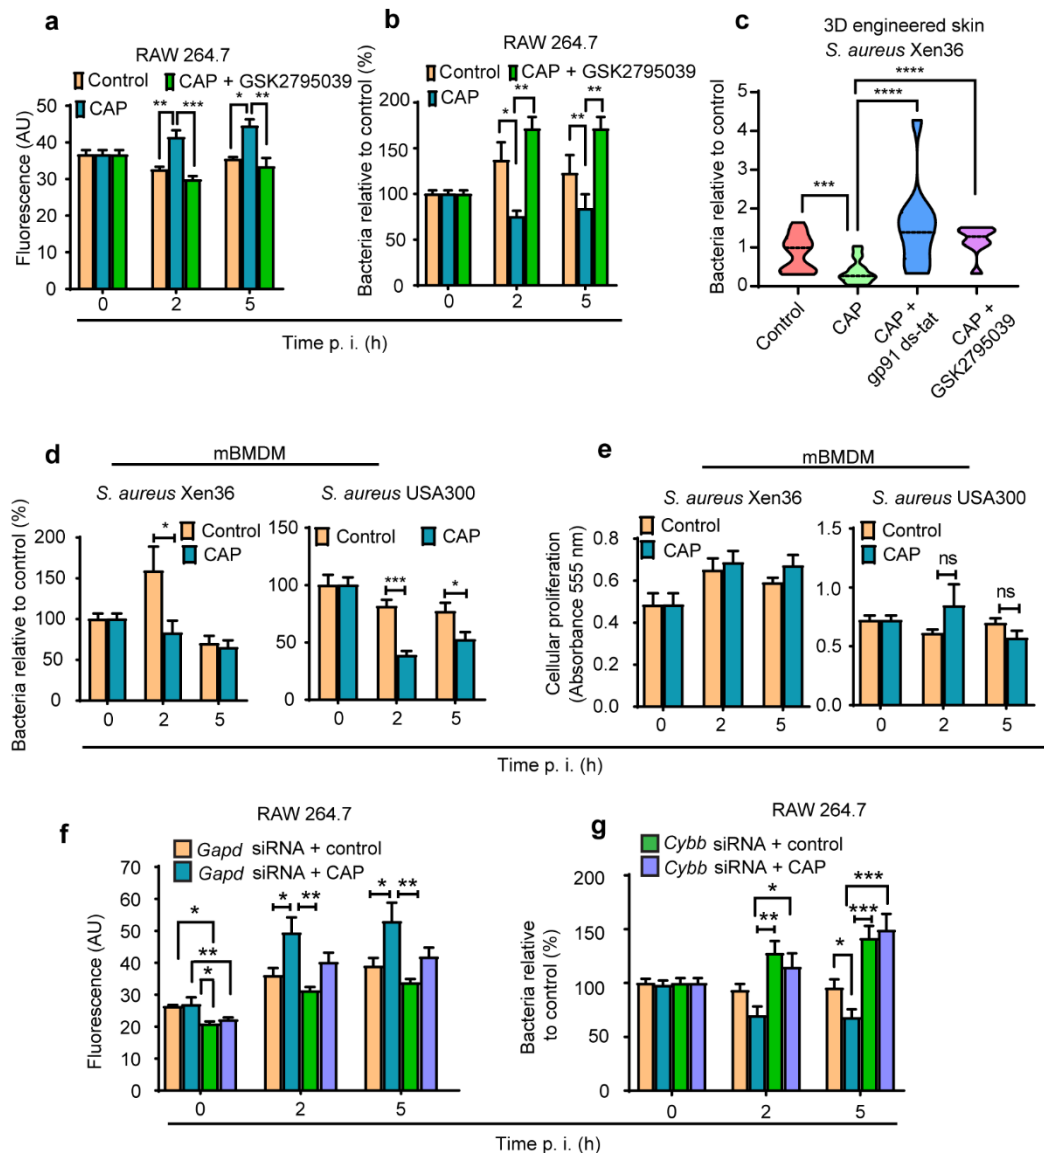 a
RAW 264.7
Control
CAP + GSK2795039
CAP
Fluorescence (AU)
50
40
30
20
10
0
** ***
* **
0 2 5
b
RAW 264.7
Control
CAP + GSK2795039
CAP
Bacteria relative to control (%)
200
150
100
50
0
* **
** **
0 2 5
Time p. i. (h)
c
3D engineered skin
S. aureus Xen36
Bacteria relative to control
5
4
3
2
1
0
****
****
***
Control
CAP
CAP +
gp91 ds-tat
CAP +
GSK2795039
d
mBMDM
S. aureus Xen36
Bacteria relative to control (%)
200
150
100
50
0
Control
CAP
*
0 2 5
S. aureus USA300
150
100
50
0
Control
CAP
*** *
0 2 5
e
mBMDM
S. aureus Xen36
Cellular proliferation
(Absorbance 555 nm)
0.8
0.6
0.4
0.2
0.0
Control
CAP
0 2 5
S. aureus USA300
1.5
1.0
0.5
0.0
Control
CAP
ns ns
0 2 5
Time p. i. (h)
f
RAW 264.7
Gapd siRNA + control
Gapd siRNA + CAP
Fluorescence (AU)
70
60
50
40
30
20
10
0
*
**
*
* **
* **
0 2 5
g
RAW 264.7
Cybb siRNA + control
Cybb siRNA + CAP
Bacteria relative
to control (%)
200
150
100
50
0
*
**
***
***
*
0 2 5
Time p. i. (h)